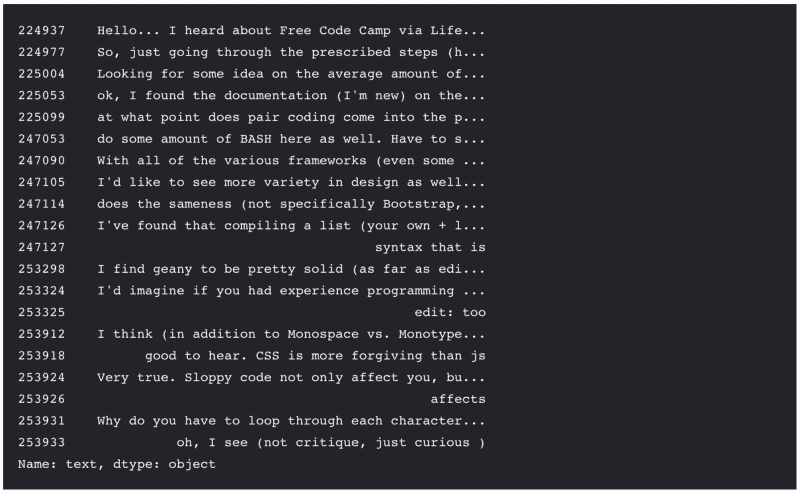 224937    Hello... I heard about Free Code Camp via Life...
224977    So, just going through the prescribed steps (h...
225004    Looking for some idea on the average amount of...
225053    ok, I found the documentation (I'm new) on the...
225099    at what point does pair coding come into the p...
247053    do some amount of BASH here as well. Have to s...
247090    With all of the various frameworks (even some ...
247105    I'd like to see more variety in design as well...
247114    does the sameness (not specifically Bootstrap,...
247126    I've found that compiling a list (your own + l...
247127                                       syntax that is
253298    I find geany to be pretty solid (as far as edi...
253324    I'd imagine if you had experience programming ...
253325                                            edit: too
253912    I think (in addition to Monospace vs. Monotype...
253918          good to hear. CSS is more forgiving than js
253924    Very true. Sloppy code not only affect you, bu...
253926                                              affects
253931    Why do you have to loop through each character...
253933              oh, I see (not critique, just curious )
Name: text, dtype: object